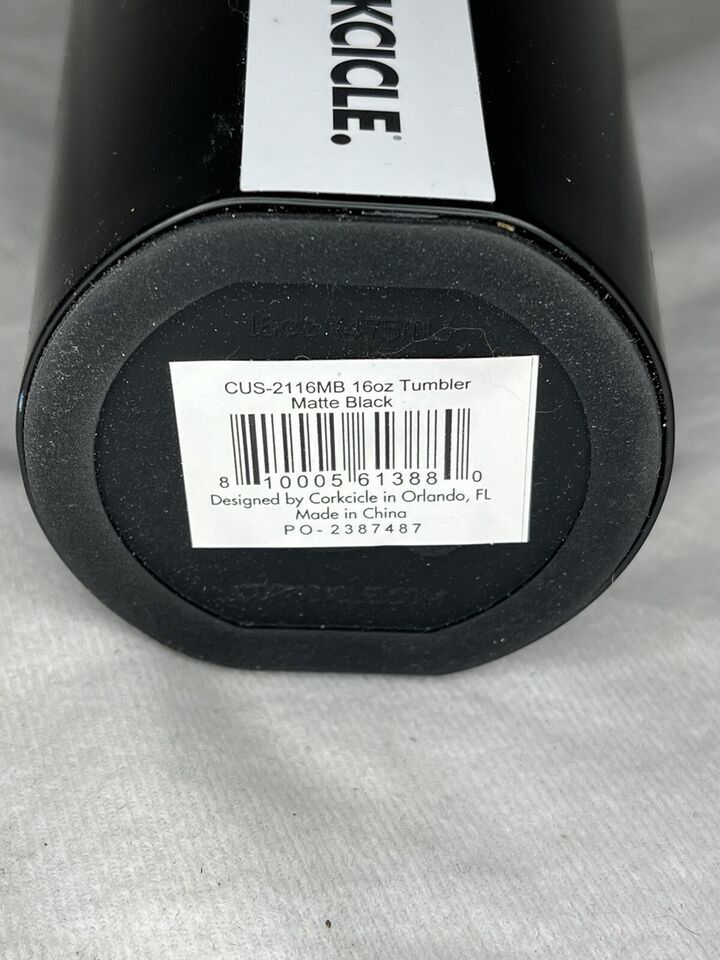 KCICLE.
CUS-2116MB 16oz Tumbler
Matte Black
8 10005 61388 0
Designed by Corkcicle in Orlando, FL
Made in China
PO-2387487